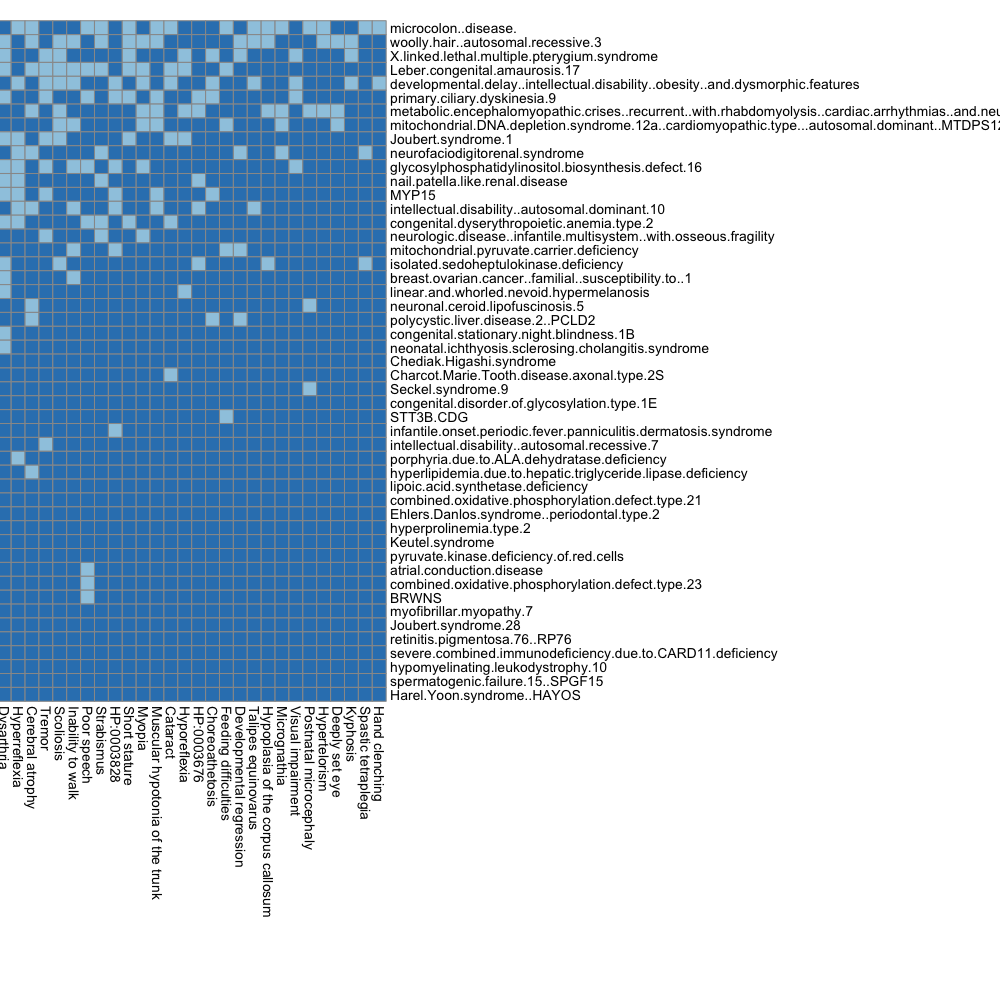 microcolon..disease.
woolly.hair..autosomal.recessive.3
X.linked.lethal.multiple.pterygium.syndrome
Leber.congenital.amaurosis.17
developmental.delay..intellectual.disability..obesity..and.dysmorphic.features
primary.ciliary.dyskinesia.9
metabolic.encephalomyopathic.crises..recurrent..with.rhabdomyolysis..cardiac.arrhythmias..and.neu
mitochondrial.DNA.depletion.syndrome.12a..cardiomyopathic.type...autosomal.dominant..MTDPS12
Joubert.syndrome.1
neurofaciodigitorenal.syndrome
glycosylphosphatidylinositol.biosynthesis.defect.16
nail.patella.like.renal.disease
MYP15
intellectual.disability..autosomal.dominant.10
congenital.dyserythropoietic.anemia.type.2
neurologic.disease..infantile.multisystem..with.osseous.fragility
mitochondrial.pyruvate.carrier.deficiency
isolated.sedoheptulokinase.deficiency
breast.ovarian.cancer..familial..susceptibility.to..1
linear.and.whorled.nevoid.hypermelanosis
neuronal.ceroid.lipofuscinosis.5
polycystic.liver.disease.2..PCLD2
congenital.stationary.night.blindness.1B
neonatal.ichthyosis.sclerosing.cholangitis.syndrome
Chediak.Higashi.syndrome
Charcot.Marie.Tooth.disease.axonal.type.2S
Seckel.syndrome.9
congenital.disorder.of.glycosylation.type.1E
STT3B.CDG
infantile.onset.periodic.fever.panniculitis.dermatosis.syndrome
intellectual.disability..autosomal.recessive.7
porphyria.due.to.ALA.dehydratase.deficiency
hyperlipidemia.due.to.hepatic.triglyceride.lipase.deficiency
lipoic.acid.synthetase.deficiency
combined.oxidative.phosphorylation.defect.type.21
Ehlers.Danlos.syndrome..periodontal.type.2
hyperprolinemia.type.2
Keutel.syndrome
pyruvate.kinase.deficiency.of.red.cells
atrial.conduction.disease
combined.oxidative.phosphorylation.defect.type.23
BRWNS
myofibrillar.myopathy.7
Joubert.syndrome.28
retinitis.pigmentosa.76..RP76
severe.combined.immunodeficiency.due.to.CARD11.deficiency
hypomyelinating.leukodystrophy.10
spermatogenic.failure.15..SPGF15
Harel.Yoon.syndrome..HAYOS
Dysarthria
Hyperreflexia
Cerebral atrophy
Tremor
Scoliosis
Inability to walk
Poor speech
Strabismus
HP:0003828
Short stature
Myopia
Muscular hypotonia of the trunk
Cataract
Hyporeflexia
HP:0003676
Choreoathetosis
Feeding difficulties
Developmental regression
Talipes equinovarus
Hypoplasia of the corpus callosum
Micrognathia
Visual impairment
Postnatal microcephaly
Hypertelorism
Deeply set eye
Kyphosis
Spastic tetraplegia
Hand clenching